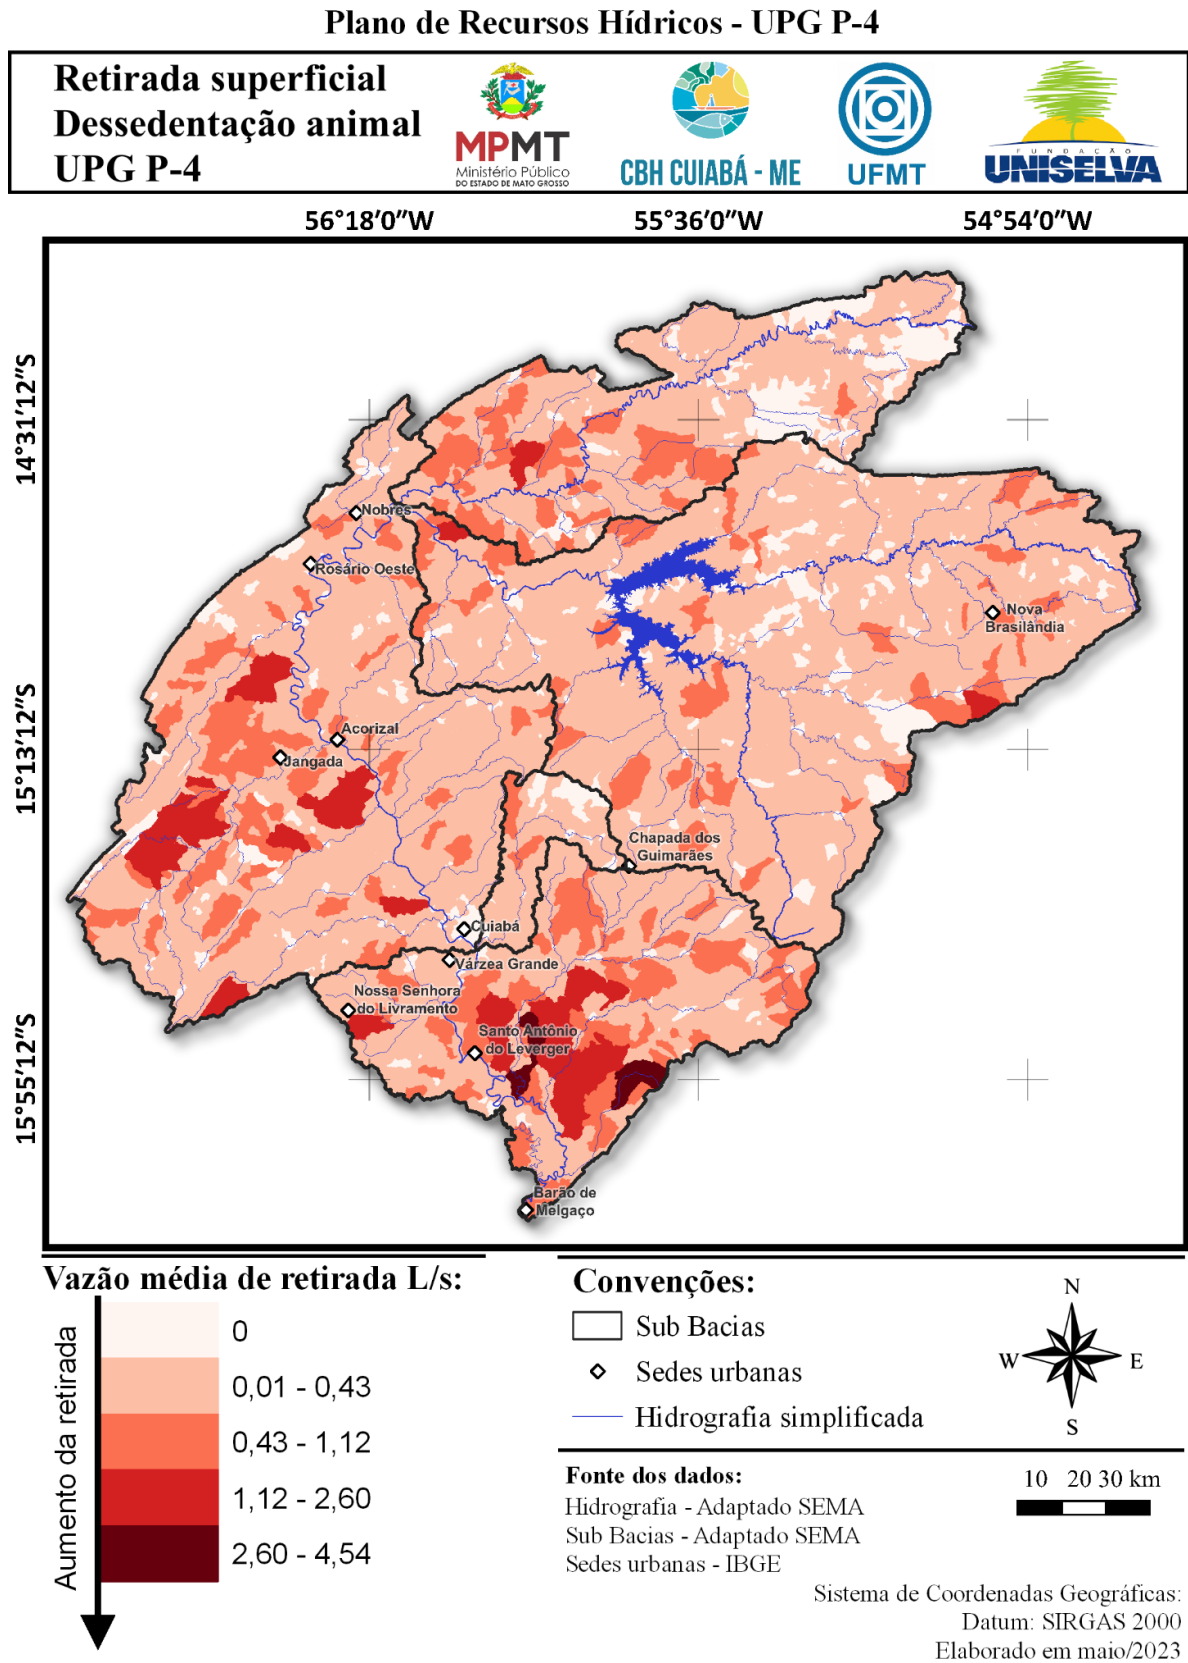 Plano de Recursos Hídricos - UPG P-4
Retirada superficial
Dessedentação animal
UPG P-4
MPMT
Ministério Público
DO ESTADO DE MATO GROSSO
CBH CUIABÁ - ME
UFMT
FUNDAÇÃO
UNISELVA
56°18′0″W
55°36′0″W
54°54′0″W
14°31′12″S
15°13′12″S
15°55′12″S
Nobres
Rosário Oeste
Nova
Brasilândia
Acorizal
Jangada
Chapada dos
Guimarães
Cuiabá
Várzea Grande
Nossa Senhora
do Livramento
Santo Antônio
do Leverger
Barão de
Melgaço
Vazão média de retirada L/s:
Aumento da retirada
0
0,01 - 0,43
0,43 - 1,12
1,12 - 2,60
2,60 - 4,54
Convenções:
Sub Bacias
Sedes urbanas
Hidrografia simplificada
N
W
E
S
Fonte dos dados:
Hidrografia - Adaptado SEMA
Sub Bacias - Adaptado SEMA
Sedes urbanas - IBGE
10 20 30 km
Sistema de Coordenadas Geográficas:
Datum: SIRGAS 2000
Elaborado em maio/2023